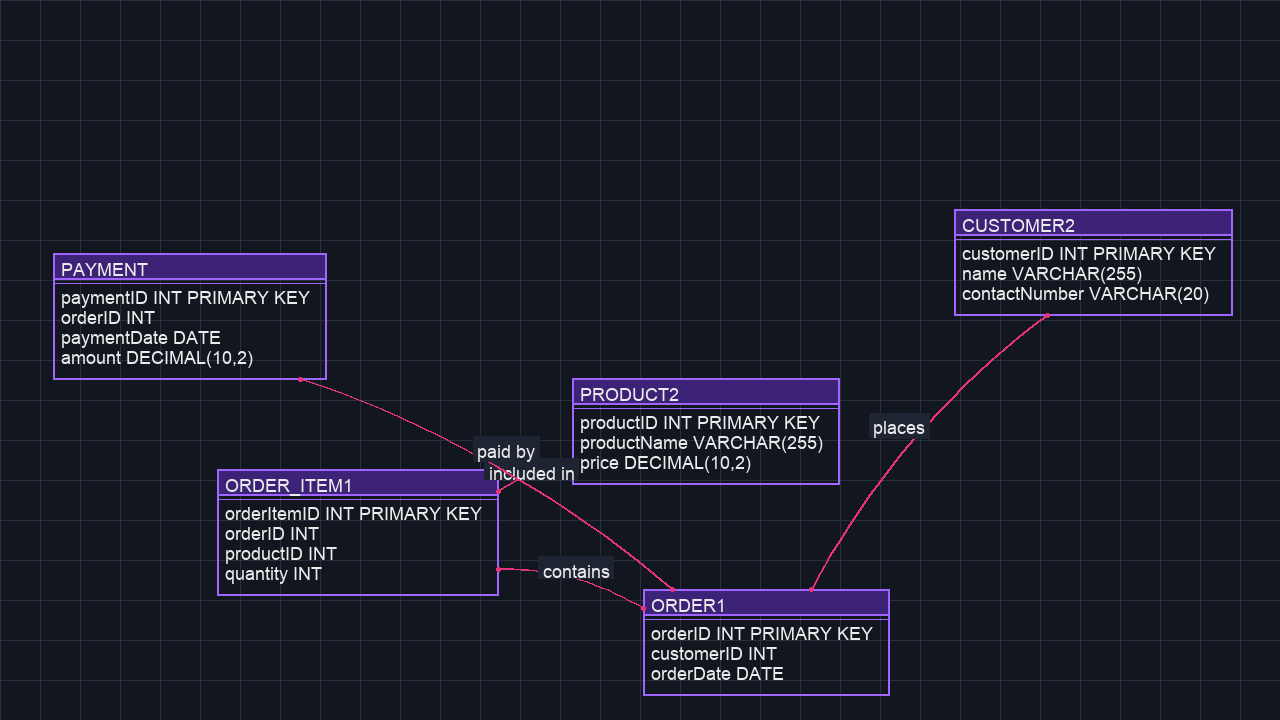 CUSTOMER2
customerID INT PRIMARY KEY
name VARCHAR(255)
contactNumber VARCHAR(20)
PAYMENT
paymentID INT PRIMARY KEY
orderID INT
paymentDate DATE
amount DECIMAL(10,2)
PRODUCT2
productID INT PRIMARY KEY
productName VARCHAR(255)
price DECIMAL(10,2)
places
paid by
included in
ORDER_ITEM1
orderItemID INT PRIMARY KEY
orderID INT
productID INT
quantity INT
contains
ORDER1
orderID INT PRIMARY KEY
customerID INT
orderDate DATE